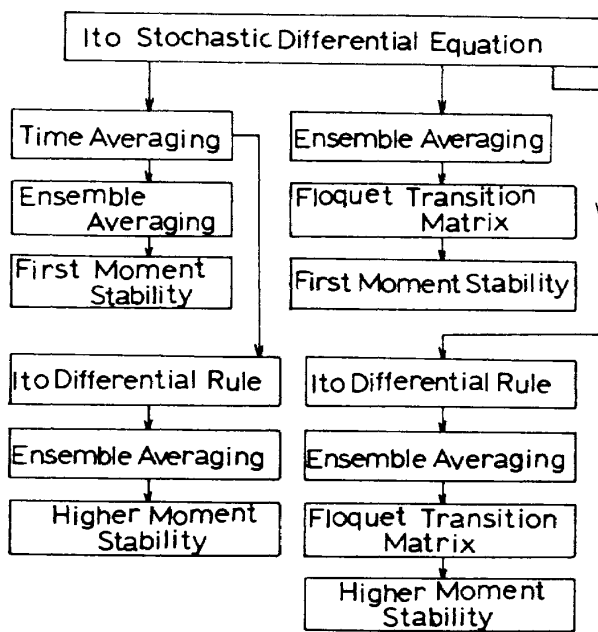 Ito Stochastic Differential Equation
Time Averaging
Ensemble
Averaging
First Moment
Stability
Ensemble Averaging
Floquet Transition
Matrix
First Moment Stability
Ito Differential Rule
Ensemble Averaging
Higher Moment
Stability
Ito Differential Rule
Ensemble Averaging
Floquet Transition
Matrix
Higher Moment
Stability